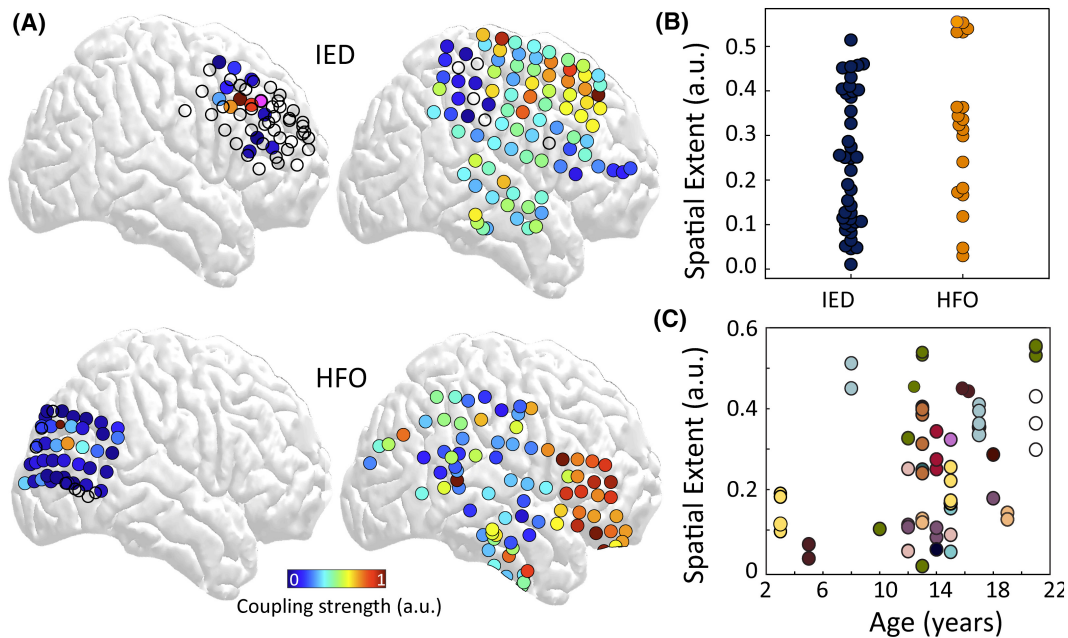 (A)
IED
HFO
0 1
Coupling strength (a.u.)
(B)
Spatial Extent (a.u.)
0.5
0.4
0.3
0.2
0.1
0.0
IED HFO
(C)
Spatial Extent (a.u.)
0.6
0.4
0.2
0
2 6 10 14 18 22
Age (years)